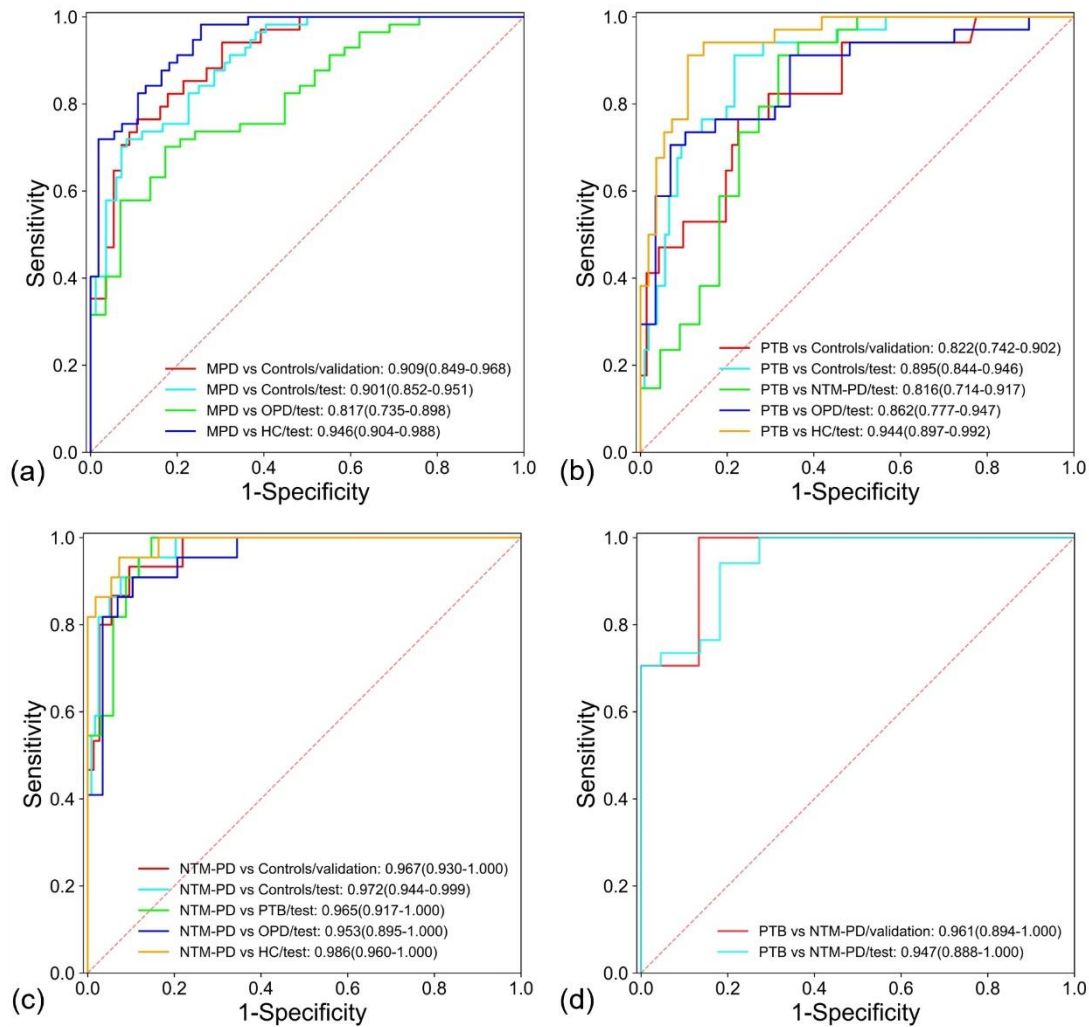 1.0
0.8
0.6
0.4
0.2
0.0
Sensitivity
MPD vs Controls/validation: 0.909(0.849-0.968)
MPD vs Controls/test: 0.901(0.852-0.951)
MPD vs OPD/test: 0.817(0.735-0.898)
MPD vs HC/test: 0.946(0.904-0.988)
0.0 0.2 0.4 0.6 0.8 1.0
(a) 1-Specificity
1.0
0.8
0.6
0.4
0.2
0.0
Sensitivity
PTB vs Controls/validation: 0.822(0.742-0.902)
PTB vs Controls/test: 0.895(0.844-0.946)
PTB vs NTM-PD/test: 0.816(0.714-0.917)
PTB vs OPD/test: 0.862(0.777-0.947)
PTB vs HC/test: 0.944(0.897-0.992)
0.0 0.2 0.4 0.6 0.8 1.0
(b) 1-Specificity
1.0
0.8
0.6
0.4
0.2
0.0
Sensitivity
NTM-PD vs Controls/validation: 0.967(0.930-1.000)
NTM-PD vs Controls/test: 0.972(0.944-0.999)
NTM-PD vs PTB/test: 0.965(0.917-1.000)
NTM-PD vs OPD/test: 0.953(0.895-1.000)
NTM-PD vs HC/test: 0.986(0.960-1.000)
0.0 0.2 0.4 0.6 0.8 1.0
(c) 1-Specificity
1.0
0.8
0.6
0.4
0.2
0.0
Sensitivity
PTB vs NTM-PD/validation: 0.961(0.894-1.000)
PTB vs NTM-PD/test: 0.947(0.888-1.000)
0.0 0.2 0.4 0.6 0.8 1.0
(d) 1-Specificity